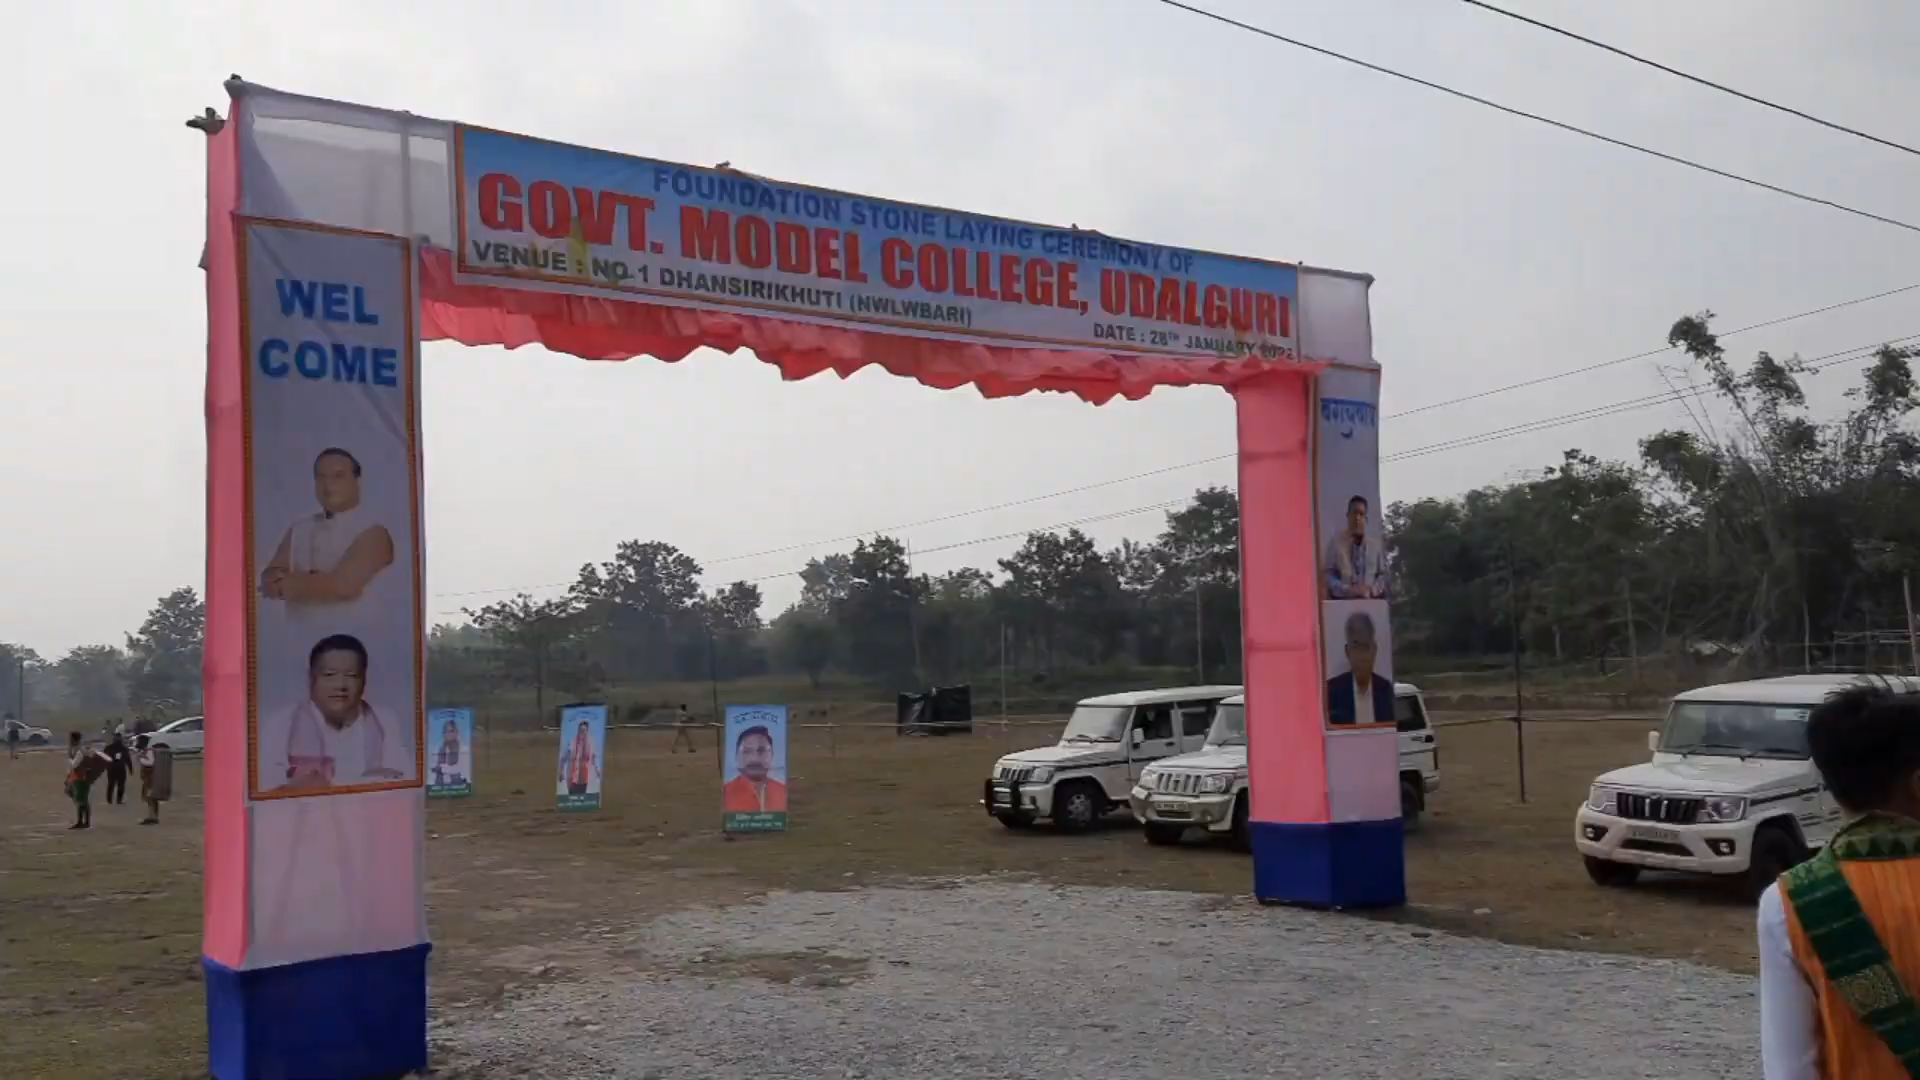 FOUNDATION STONE LAYING CEREMONY OF
GOVT. MODEL COLLEGE, UDALGURI
VENUE : NO-1 DHANSIRIKHUTI (NWLWBARI)
DATE : 28TH JANUARY 2022
WEL
COME